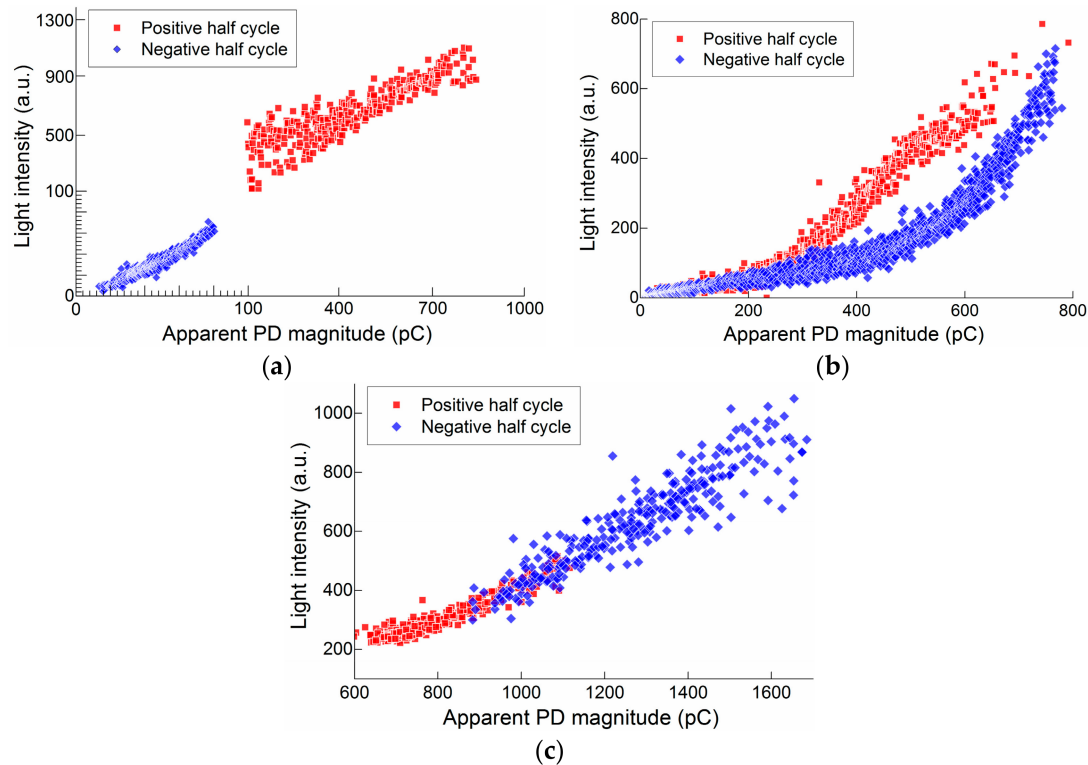 1300
900
500
100
0
Light intensity (a.u.)
Positive half cycle
Negative half cycle
0 100 400 700 1000
Apparent PD magnitude (pC)
(a)
800
600
400
200
0
Light intensity (a.u.)
Positive half cycle
Negative half cycle
0 200 400 600 800
Apparent PD magnitude (pC)
(b)
1000
800
600
400
200
Light intensity (a.u.)
Positive half cycle
Negative half cycle
600 800 1000 1200 1400 1600
Apparent PD magnitude (pC)
(c)